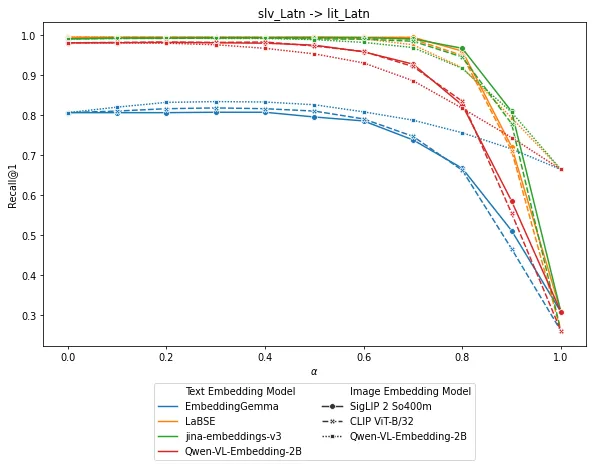 slv_Latn -> lit_Latn
Recall@1
1.0
0.9
0.8
0.7
0.6
0.5
0.4
0.3
0.0 0.2 0.4 0.6 0.8 1.0
α
Text Embedding Model
EmbeddingGemma
LaBSE
jina-embeddings-v3
Qwen-VL-Embedding-2B
Image Embedding Model
SigLIP 2 So400m
CLIP ViT-B/32
Qwen-VL-Embedding-2B